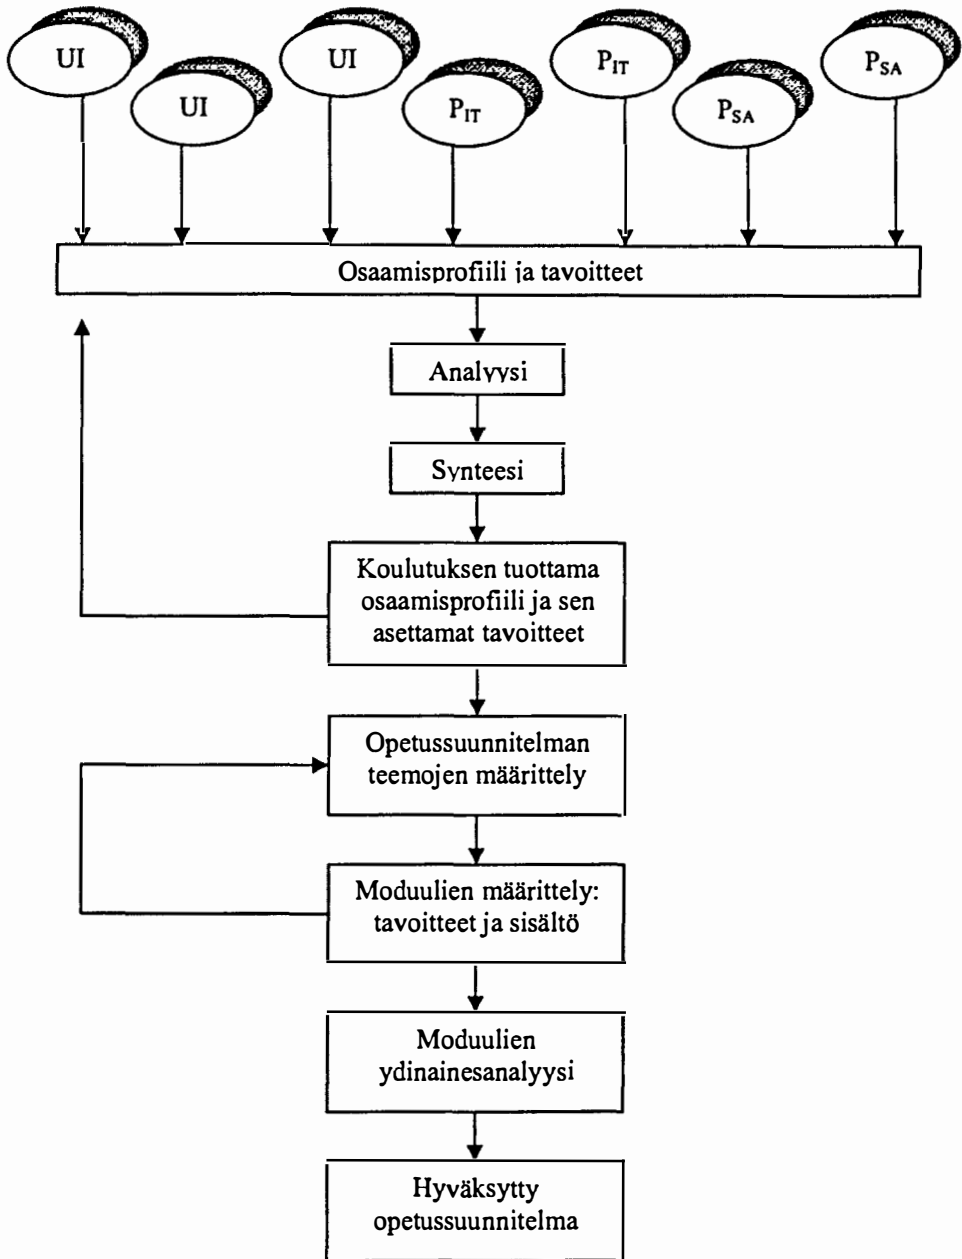 UI
UI
UI
P_IT
P_IT
P_SA
P_SA
Osaamisprofiili ja tavoitteet
Analyysi
Synteesi
Koulutuksen tuottama
osaamisprofiili ja sen
asettamat tavoitteet
Opetussuunnitelman
teemojen määrittely
Moduulien määrittely:
tavoitteet ja sisältö
Moduulien
ydinainesanalyysi
Hyväksytty
opetussuunnitelma